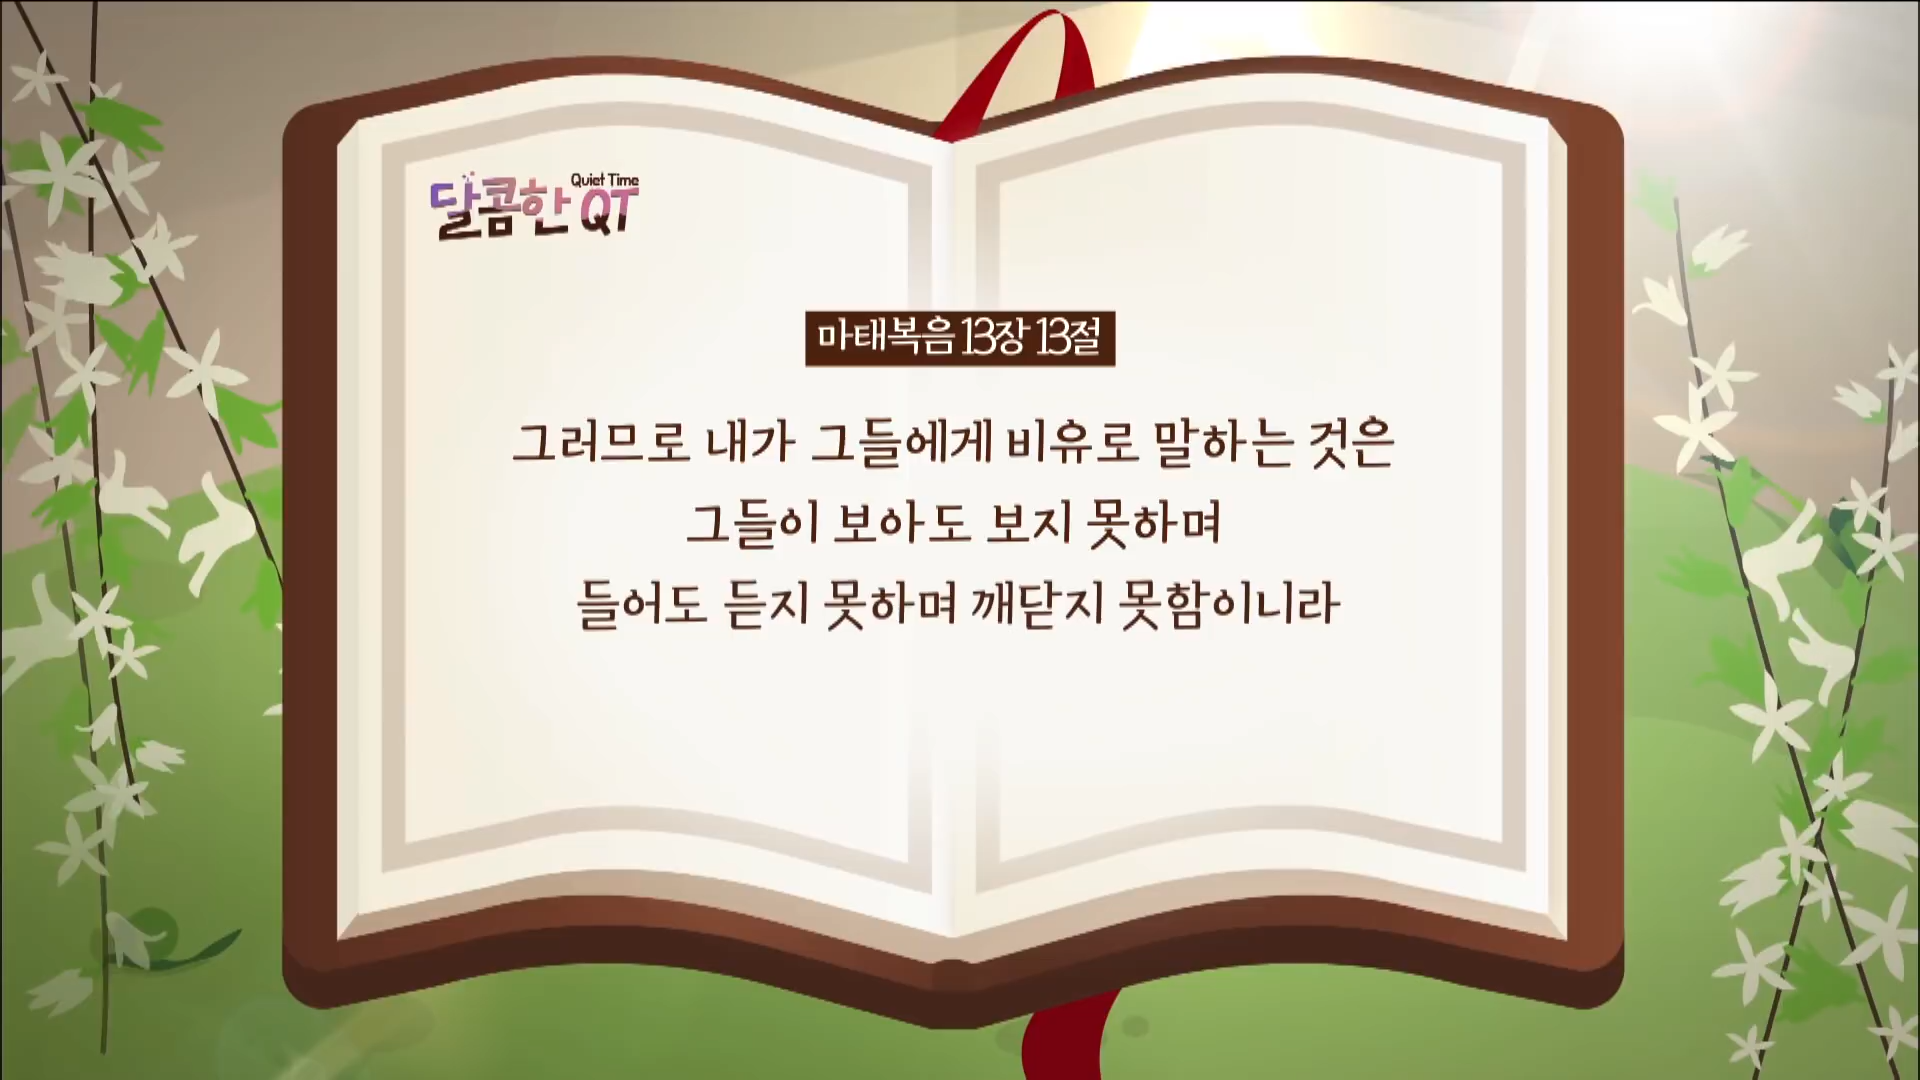 달콤한 QT
Quiet Time
마태복음 13장 13절
그러므로 내가 그들에게 비유로 말하는 것은
그들이 보아도 보지 못하며
들어도 듣지 못하며 깨닫지 못함이니라